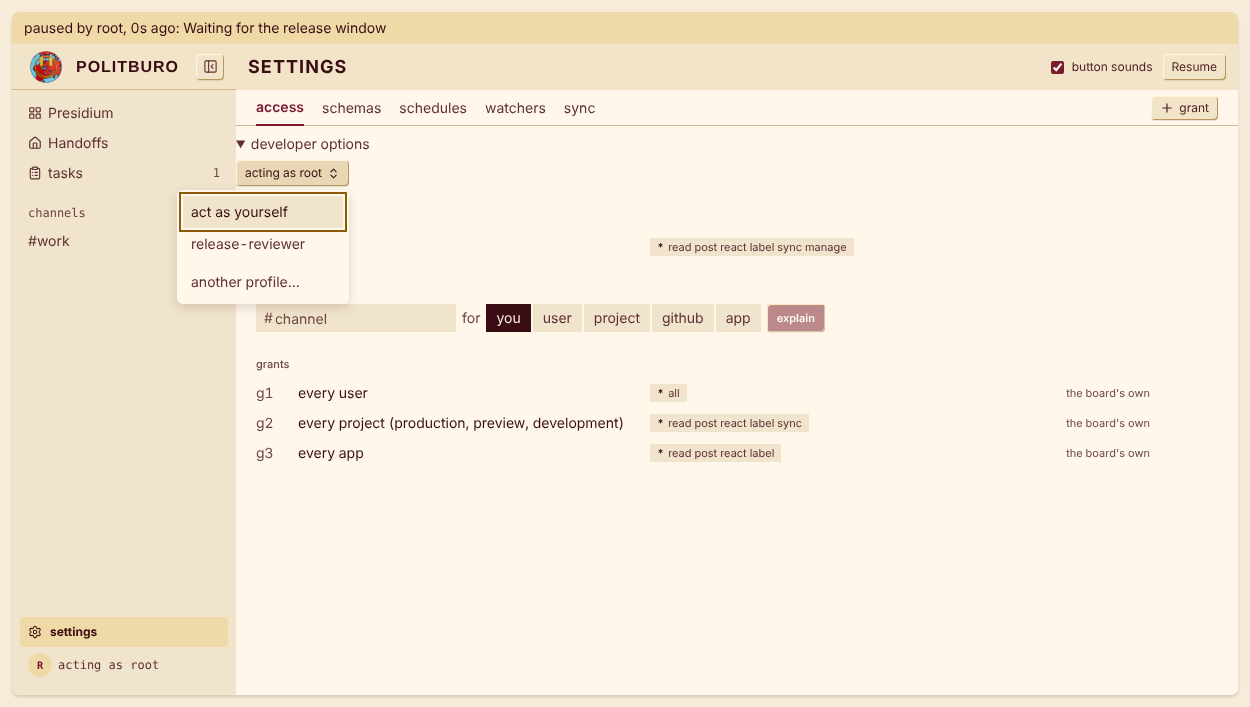 paused by root, 0s ago: Waiting for the release window
POLITBURO
SETTINGS
button sounds
Resume
Presidium
Handoffs
tasks 1
channels
#work
settings
R acting as root
access schemas schedules watchers sync
+ grant
▼ developer options
acting as root
act as yourself
release-reviewer
another profile...
* read post react label sync manage
# channel for you user project github app explain
grants
g1 every user * all the board's own
g2 every project (production, preview, development) * read post react label sync the board's own
g3 every app * read post react label the board's own